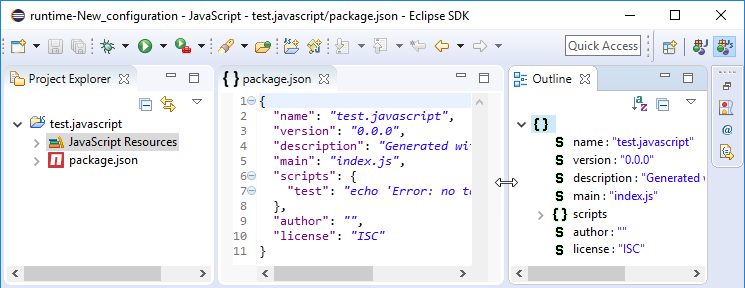 runtime-New_configuration - JavaScript - test.javascript/package.json - Eclipse SDK
Quick Access
Project Explorer
test.javascript
JavaScript Resources
package.json
package.json
1 {
2 "name": "test.javascript",
3 "version": "0.0.0",
4 "description": "Generated wi
5 "main": "index.js",
6 "scripts": {
7 "test": "echo 'Error: no te
8 },
9 "author": "",
10 "license": "ISC"
11 }
Outline
{}
S name : "test.javascript"
S version : "0.0.0"
S description : "Generated w
S main : "index.js"
{} scripts
S author : ""
S license : "ISC"